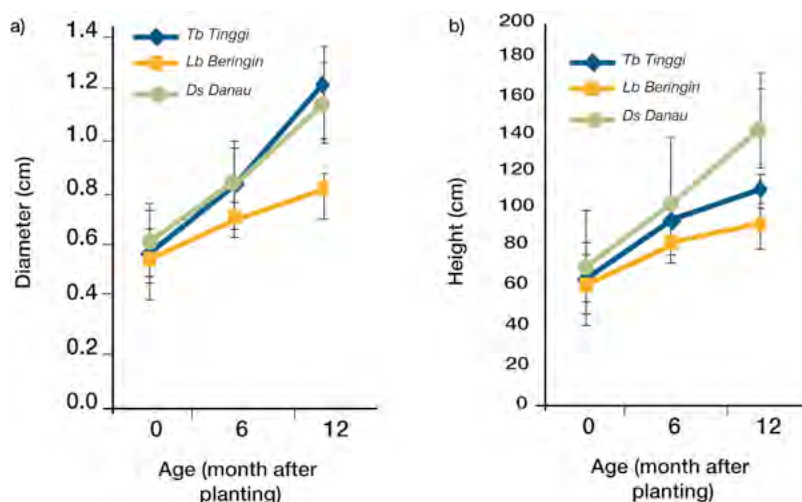 a)
Diameter (cm)
1.4
1.2
1.0
0.8
0.6
0.4
0.2
0.0
Tb Tinggi
Lb Beringin
Ds Danau
0 6 12
Age (month after
planting)
b)
Height (cm)
200
180
160
140
120
100
80
60
40
20
0
Tb Tinggi
Lb Beringin
Ds Danau
0 6 12
Age (month after
planting)